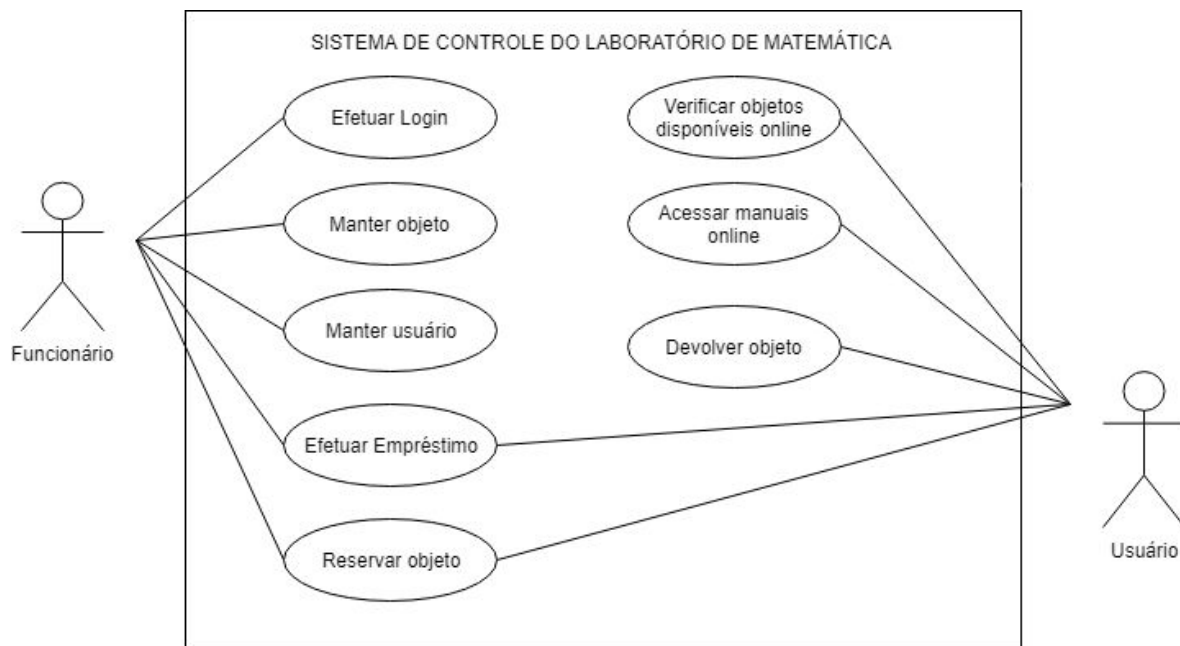 SISTEMA DE CONTROLE DO LABORATÓRIO DE MATEMÁTICA
Efetuar Login
Manter objeto
Manter usuário
Efetuar Empréstimo
Reservar objeto
Verificar objetos
disponíveis online
Acessar manuais
online
Devolver objeto
Funcionário
Usuário